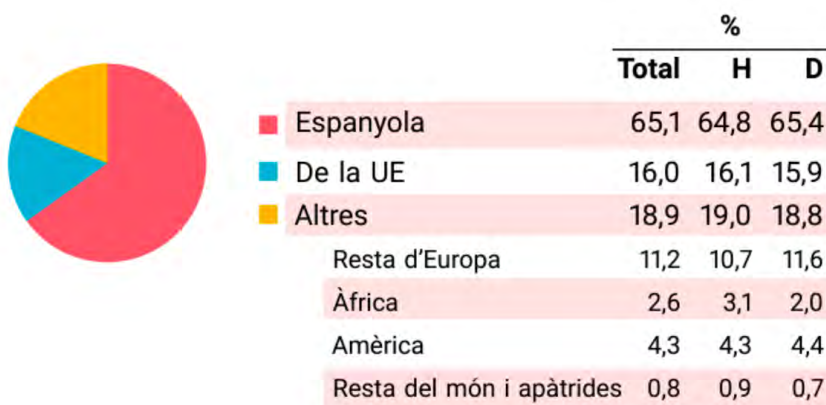 %
Total H D
Espanyola 65,1 64,8 65,4
De la UE 16,0 16,1 15,9
Altres 18,9 19,0 18,8
Resta d'Europa 11,2 10,7 11,6
Àfrica 2,6 3,1 2,0
Amèrica 4,3 4,3 4,4
Resta del món i apàtrides 0,8 0,9 0,7